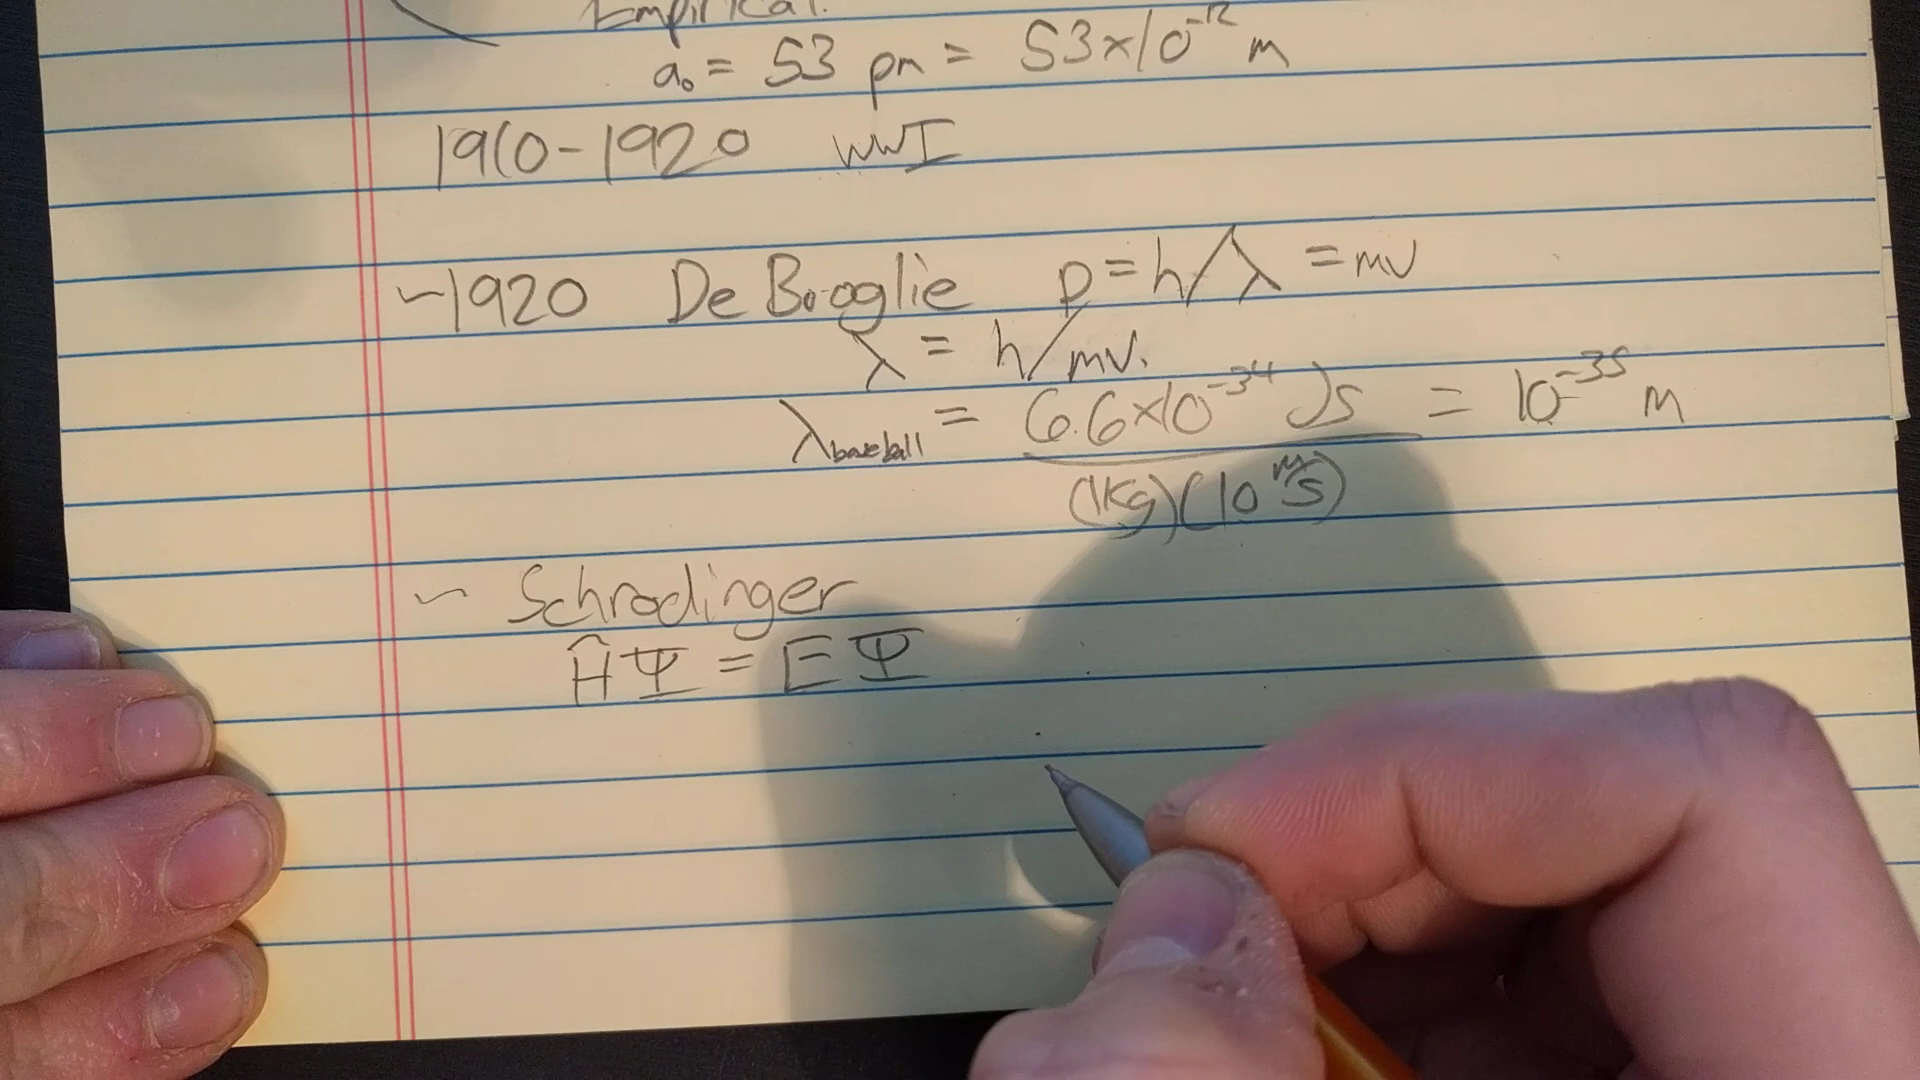 Empirical.
a₀ = 53 pm = 53×10⁻¹² m
1910-1920 WWI
~1920 De Broglie p=h/λ = mv
λ = h/mv.
λbaseball = 6.6×10⁻³⁴ Js = 10⁻³⁵ m
(1kg)(10 m/s)
~ Schrodinger
ĤΨ = EΨ